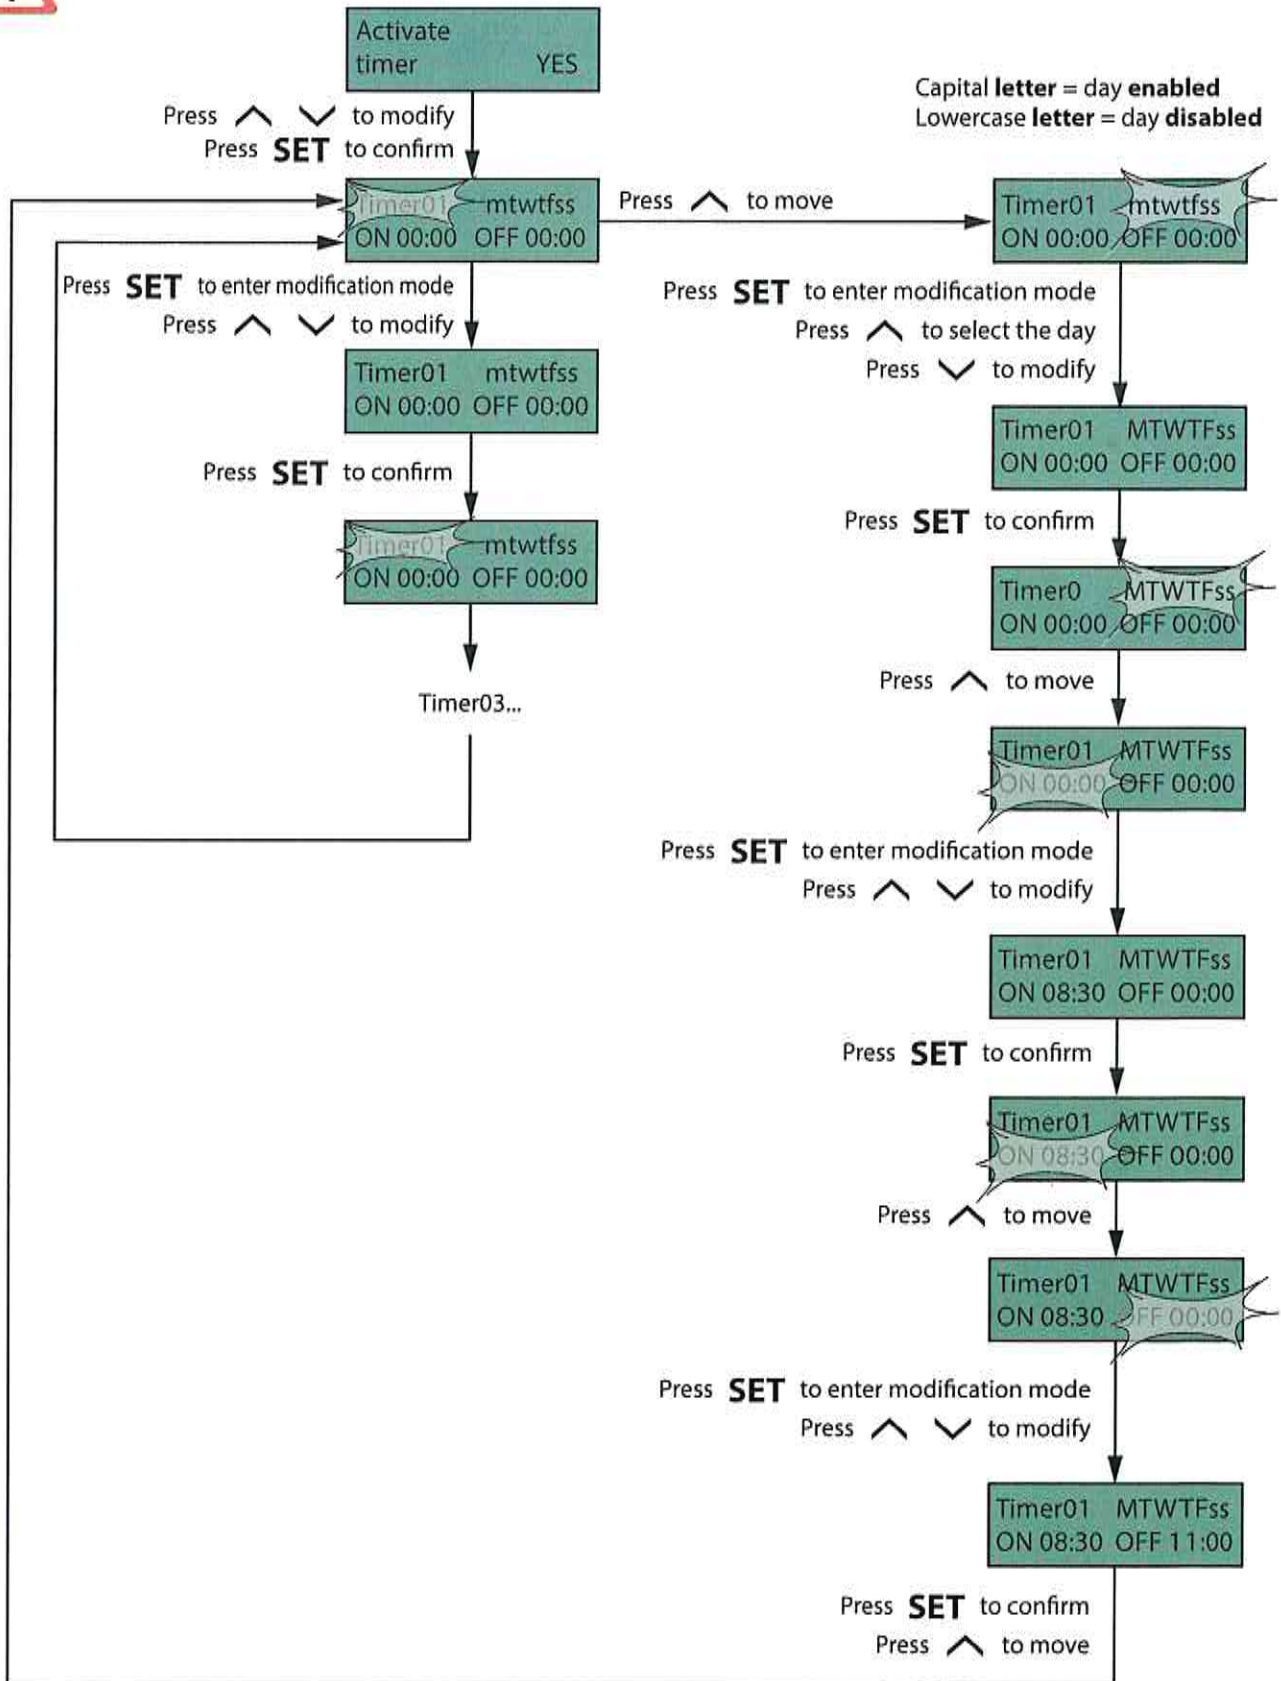 Activate
timer YES
Press to modify
Press SET to confirm
Timer01 mtwtfss
ON 00:00 OFF 00:00
Press SET to enter modification mode
Press to modify
Timer01 mtwtfss
ON 00:00 OFF 00:00
Press SET to confirm
Timer01 mtwtfss
ON 00:00 OFF 00:00
Timer03...
Press to move
Capital letter = day enabled
Lowercase letter = day disabled
Timer01 mtwtfss
ON 00:00 OFF 00:00
Press SET to enter modification mode
Press to select the day
Press to modify
Timer01 MTWTFss
ON 00:00 OFF 00:00
Press SET to confirm
Timer0 MTWTFss
ON 00:00 OFF 00:00
Press to move
Timer01 MTWTFss
ON 00:00 OFF 00:00
Press SET to enter modification mode
Press to modify
Timer01 MTWTFss
ON 08:30 OFF 00:00
Press SET to confirm
Timer01 MTWTFss
ON 08:30 OFF 00:00
Press to move
Timer01 MTWTFss
ON 08:30 OFF 00:00
Press SET to enter modification mode
Press to modify
Timer01 MTWTFss
ON 08:30 OFF 11:00
Press SET to confirm
Press to move